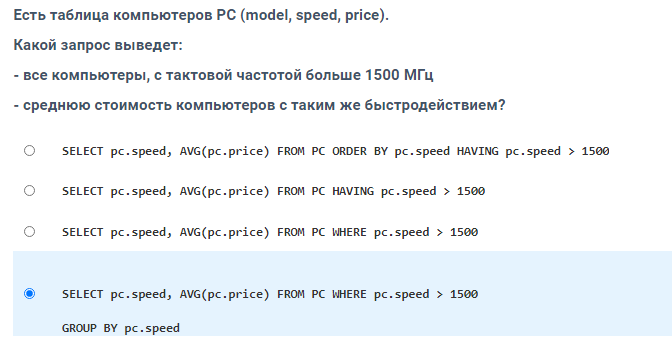 Есть таблица компьютеров PC (model, speed, price).
Какой запрос выведет:
- все компьютеры, с тактовой частотой больше 1500 МГц
- среднюю стоимость компьютеров с таким же быстродействием?
SELECT pc.speed, AVG(pc.price) FROM PC ORDER BY pc.speed HAVING pc.speed > 1500
SELECT pc.speed, AVG(pc.price) FROM PC HAVING pc.speed > 1500
SELECT pc.speed, AVG(pc.price) FROM PC WHERE pc.speed > 1500
SELECT pc.speed, AVG(pc.price) FROM PC WHERE pc.speed > 1500
GROUP BY pc.speed